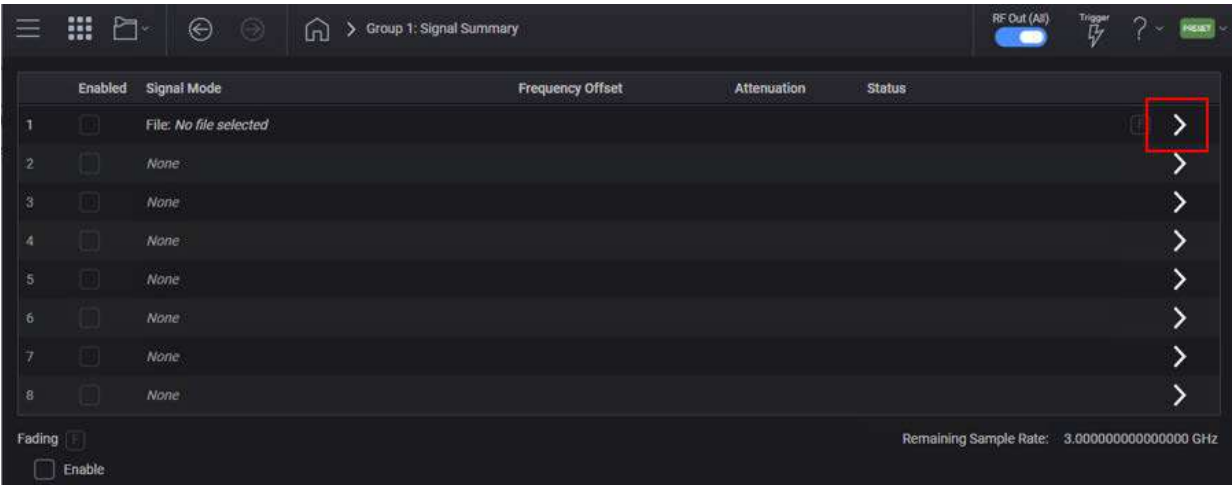 Group 1: Signal Summary
RF Out (All)
Trigger
?
PRESET
Enabled Signal Mode Frequency Offset Attenuation Status
1 File: No file selected F
2 None
3 None
4 None
5 None
6 None
7 None
8 None
Fading F
Remaining Sample Rate: 3.000000000000000 GHz
Enable